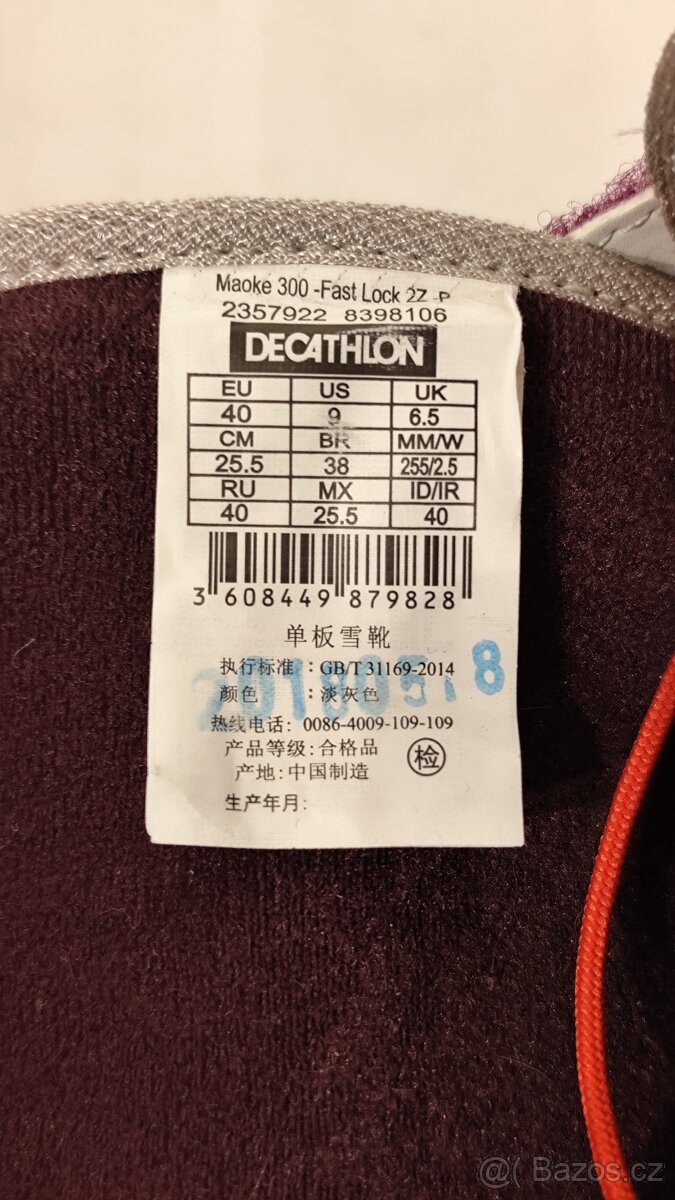 Maoke 300 -Fast Lock 2Z -P
2357922 8398106
DECATHLON
EU US UK
40 9 6.5
CM BR MM/W
25.5 38 255/2.5
RU MX ID/IR
40 25.5 40
3 608449 879828
单板雪靴
执行标准：GB/T 31169-2014
颜色 ：淡灰色
热线电话：0086-4009-109-109
产品等级：合格品
检
产地：中国制造
生产年月：
@( Bazos.cz